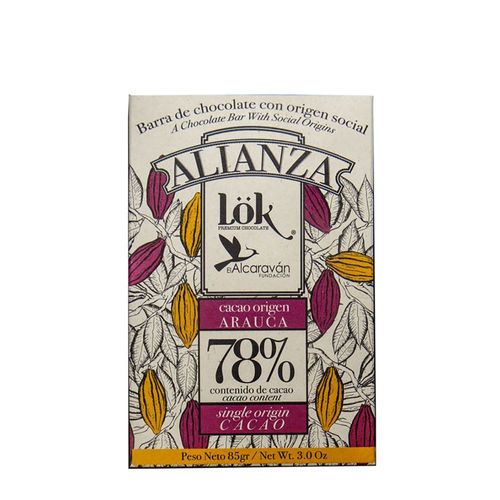 Barra de chocolate con origen social
A Chocolate Bar With Social Origins
ALIANZA
lök
PREMIUM CHOCOLATE
®
El Alcaraván
FUNDACIÓN
cacao origen
ARAUCA
78%
contenido de cacao
cacao content
single origin
CACAO
Peso Neto 85gr / Net Wt. 3.0 Oz